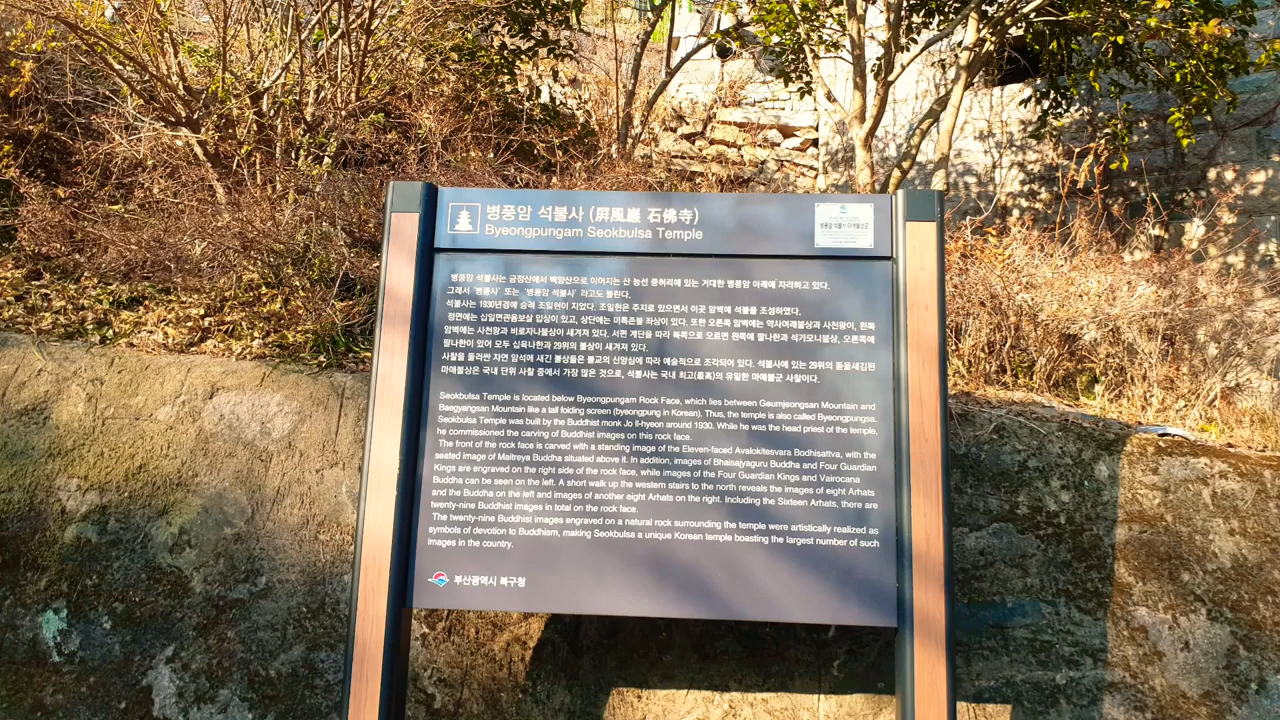 병풍암 석불사 (屛風巖 石佛寺)
Byeongpungam Seokbulsa Temple
병풍암 석불사 마애불상군
병풍암 석불사는 금정산에서 백양산으로 이어지는 산 능선 중허리에 있는 거대한 병풍암 아래에 자리하고 있다.
그래서 ‘병풍사’ 또는 ‘병풍암 석불사’ 라고도 불린다.
석불사는 1930년경에 승려 조일현이 지었다. 조일현은 주지로 있으면서 이곳 암벽에 석불을 조성하였다.
정면에는 십일면관음보살 입상이 있고, 상단에는 미륵존불 좌상이 있다. 또한 오른쪽 암벽에는 약사여래불상과 사천왕이, 왼쪽
암벽에는 사천왕과 비로자나불상이 새겨져 있다. 서편 계단을 따라 북쪽으로 오르면 왼쪽에 팔나한과 석가모니불상, 오른쪽에
팔나한이 있어 모두 십육나한과 29위의 불상이 새겨져 있다.
사찰을 둘러싼 자연 암석에 새긴 불상들은 불교의 신앙심에 따라 예술적으로 조각되어 있다. 석불사에 있는 29위의 돋을새김된
마애불상은 국내 단위 사찰 중에서 가장 많은 것으로, 석불사는 국내 최고(最高)의 유일한 마애불군 사찰이다.
Seokbulsa Temple is located below Byeongpungam Rock Face, which lies between Geumjeongsan Mountain and
Baegyangsan Mountain like a tall folding screen (byeongpung in Korean). Thus, the temple is also called Byeongpungsa.
Seokbulsa Temple was built by the Buddhist monk Jo Il-hyeon around 1930. While he was the head priest of the temple,
he commissioned the carving of Buddhist images on this rock face.
The front of the rock face is carved with a standing image of the Eleven-faced Avalokitesvara Bodhisattva, with the
seated image of Maitreya Buddha situated above it. In addition, images of Bhaisajyaguru Buddha and Four Guardian
Kings are engraved on the right side of the rock face, while images of the Four Guardian Kings and Vairocana
Buddha can be seen on the left. A short walk up the western stairs to the north reveals the images of eight Arhats
and the Buddha on the left and images of another eight Arhats on the right. Including the Sixteen Arhats, there are
twenty-nine Buddhist images in total on the rock face.
The twenty-nine Buddhist images engraved on a natural rock surrounding the temple were artistically realized as
symbols of devotion to Buddhism, making Seokbulsa a unique Korean temple boasting the largest number of such
images in the country.
부산광역시 북구청